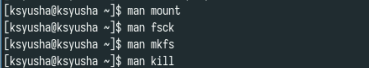 [ksyusha@ksyusha ~]$ man mount
[ksyusha@ksyusha ~]$ man fsck
[ksyusha@ksyusha ~]$ man mkfs
[ksyusha@ksyusha ~]$ man kill